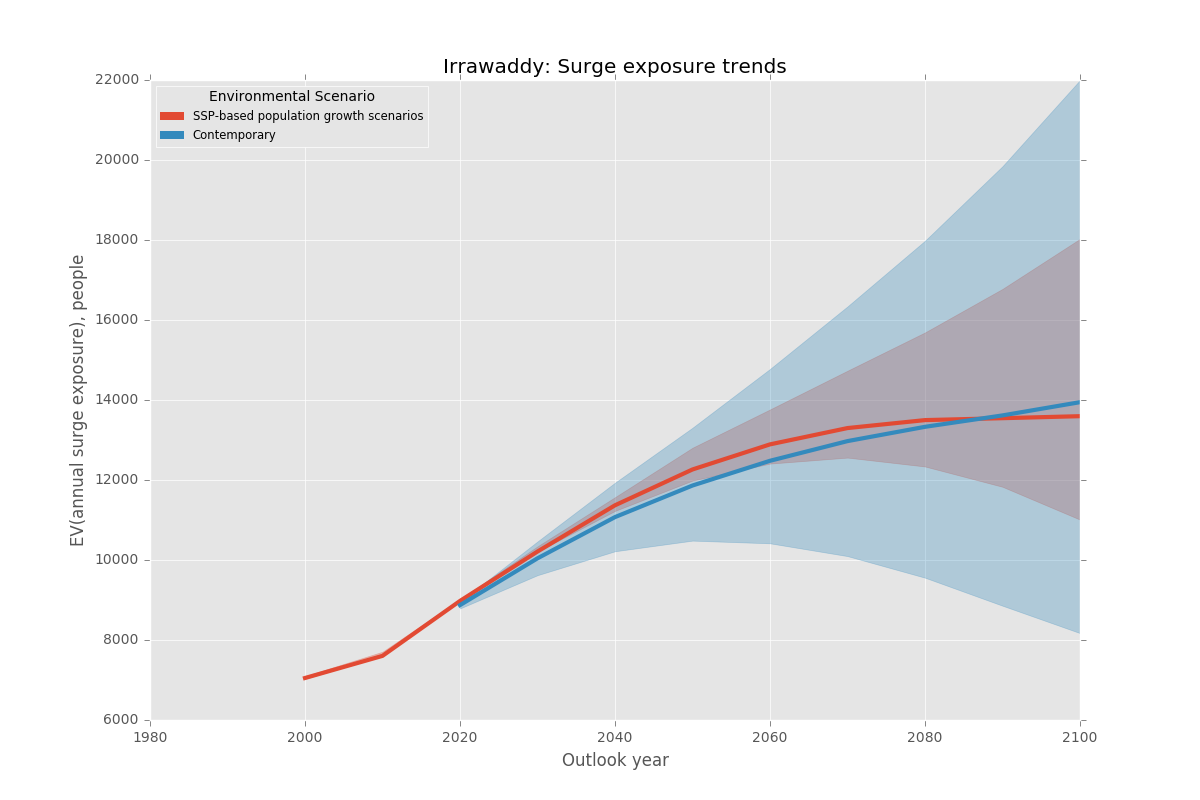 Irrawaddy: Surge exposure trends
Environmental Scenario
SSP-based population growth scenarios
Contemporary
EV(annual surge exposure), people
22000
20000
18000
16000
14000
12000
10000
8000
6000
1980 2000 2020 2040 2060 2080 2100
Outlook year